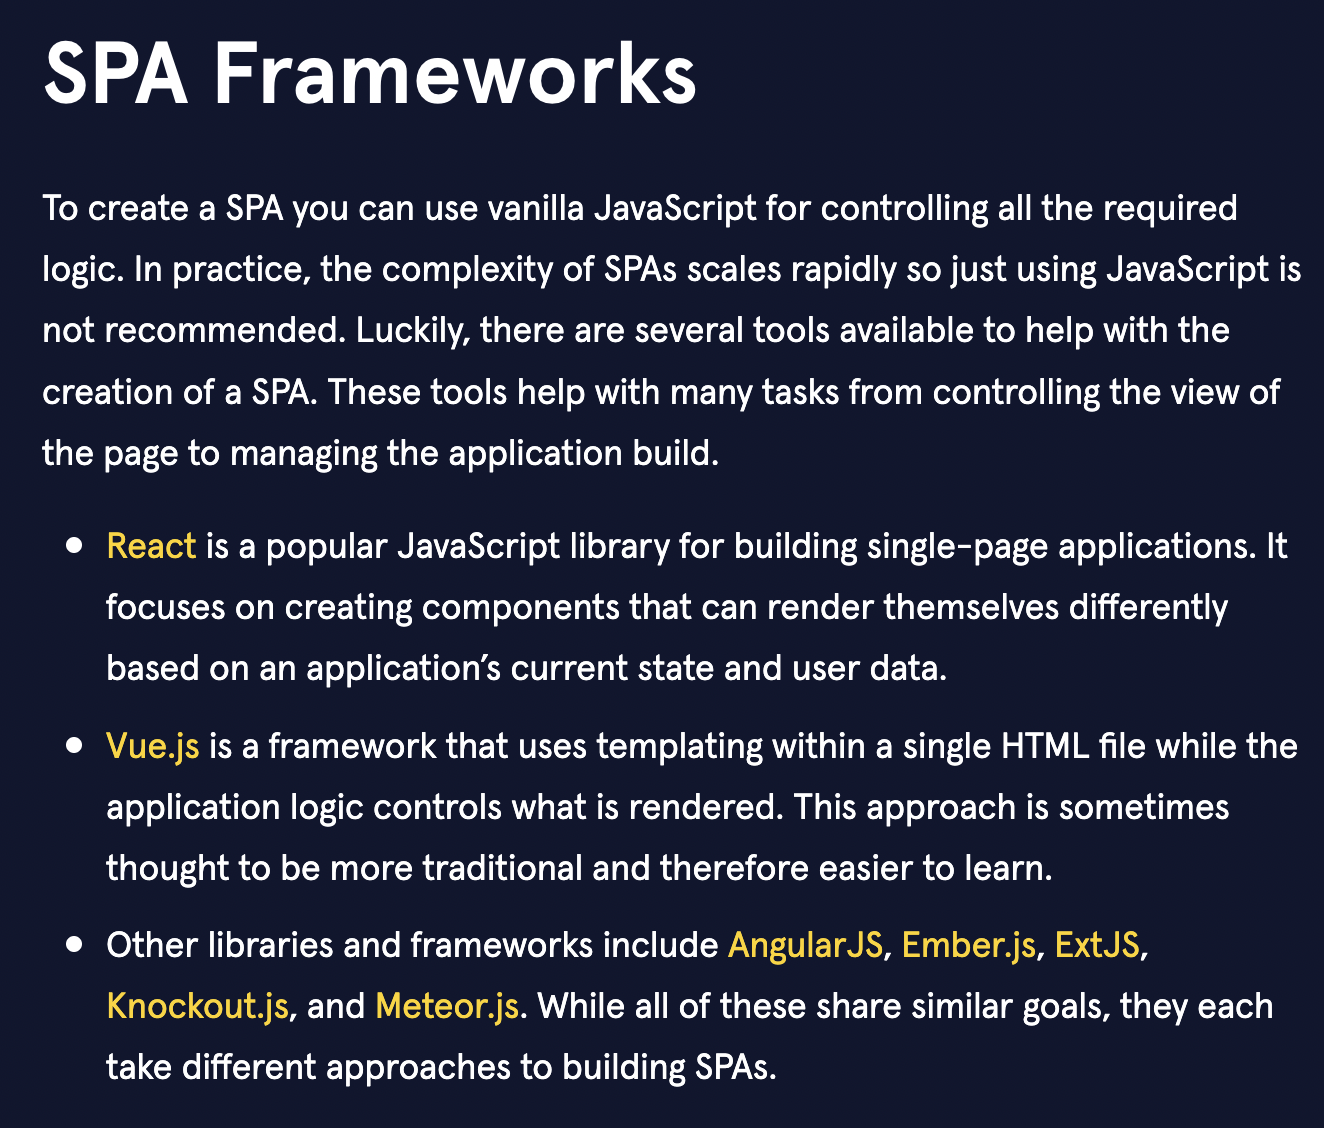 SPA Frameworks
To create a SPA you can use vanilla JavaScript for controlling all the required
logic. In practice, the complexity of SPAs scales rapidly so just using JavaScript is
not recommended. Luckily, there are several tools available to help with the
creation of a SPA. These tools help with many tasks from controlling the view of
the page to managing the application build.
• React is a popular JavaScript library for building single-page applications. It
focuses on creating components that can render themselves differently
based on an application’s current state and user data.
• Vue.js is a framework that uses templating within a single HTML file while the
application logic controls what is rendered. This approach is sometimes
thought to be more traditional and therefore easier to learn.
• Other libraries and frameworks include AngularJS, Ember.js, ExtJS,
Knockout.js, and Meteor.js. While all of these share similar goals, they each
take different approaches to building SPAs.